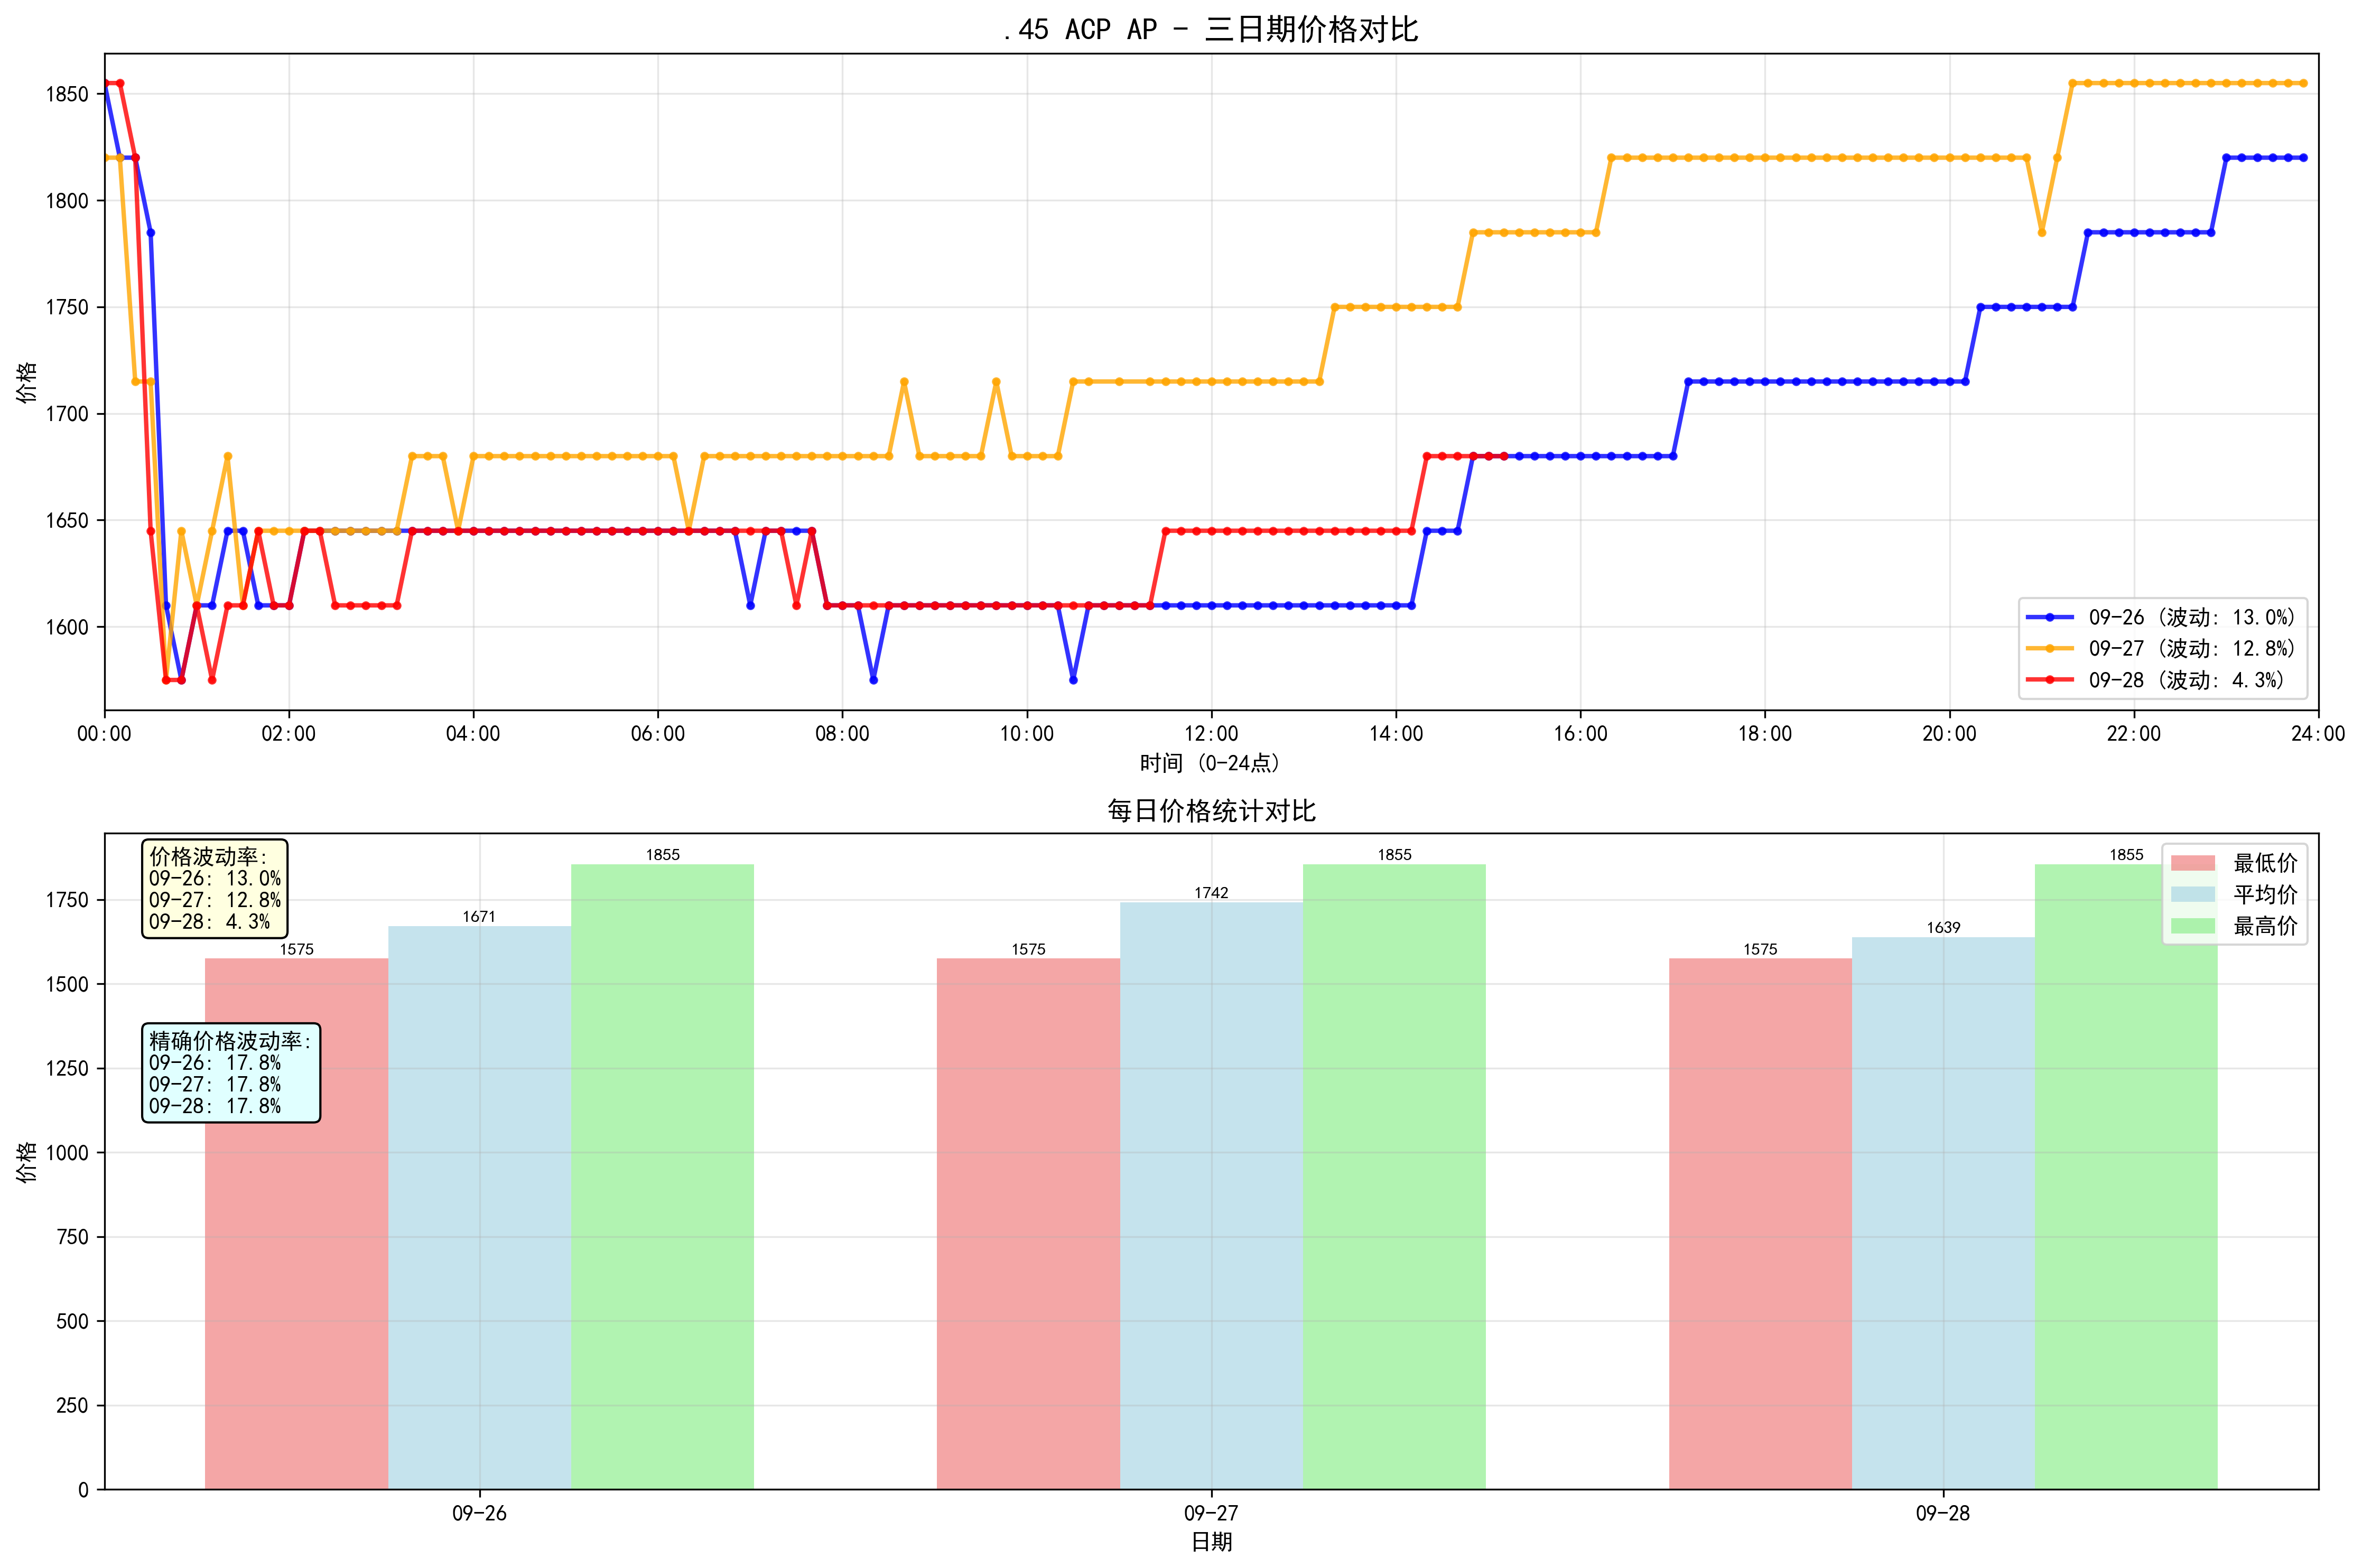 .45 ACP AP - 三日期价格对比
价格
1850
1800
1750
1700
1650
1600
09-26 (波动: 13.0%)
09-27 (波动: 12.8%)
09-28 (波动: 4.3%)
00:00 02:00 04:00 06:00 08:00 10:00 12:00 14:00 16:00 18:00 20:00 22:00 24:00
时间 (0-24点)
每日价格统计对比
价格
1750
1500
1250
1000
750
500
250
0
价格波动率:
09-26: 13.0%
09-27: 12.8%
09-28: 4.3%
精确价格波动率:
09-26: 17.8%
09-27: 17.8%
09-28: 17.8%
1575 1671 1855
1575 1742 1855
1575 1639 1855
最低价
平均价
最高价
09-26 09-27 09-28
日期